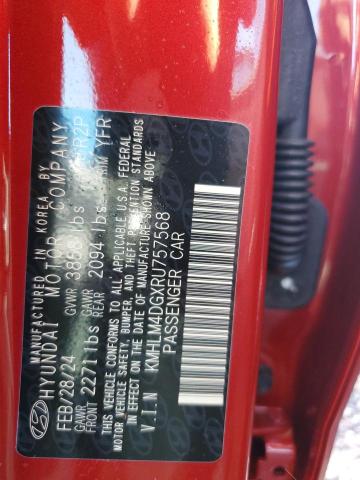 MANUFACTURED IN KOREA BY
HYUNDAI MOTOR COMPANY
FEB/28/24 GVWR 3858 lbs
GAWR FRONT 2271 lbs GAWR REAR 2094 lbs YFR
THIS VEHICLE CONFORMS TO ALL APPLICABLE U.S.A. FEDERAL
MOTOR VEHICLE SAFETY, BUMPER, AND THEFT PREVENTION STANDARDS
IN EFFECT ON THE DATE OF MANUFACTURE SHOWN ABOVE.
V.I.N KMHLM4DGXRU757568
PASSENGER CAR